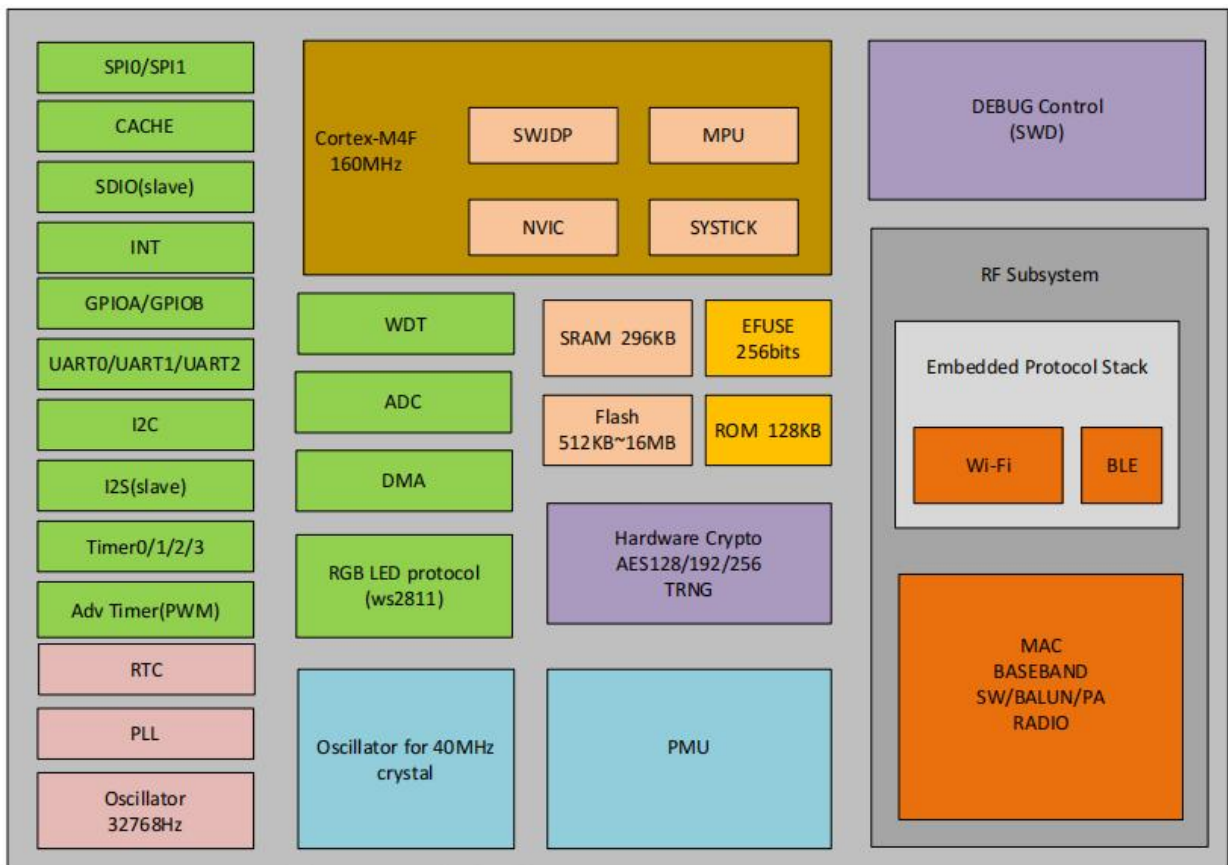 SPI0/SPI1
CACHE
SDIO(slave)
INT
GPIOA/GPIOB
UART0/UART1/UART2
I2C
I2S(slave)
Timer0/1/2/3
Adv Timer(PWM)
RTC
PLL
Oscillator
32768Hz
Cortex-M4F
160MHz
SWJDP
MPU
NVIC
SYSTICK
WDT
ADC
DMA
RGB LED protocol
(ws2811)
Oscillator for 40MHz
crystal
SRAM 296KB
EFUSE
256bits
Flash
512KB~16MB
ROM 128KB
Hardware Crypto
AES128/192/256
TRNG
PMU
DEBUG Control
(SWD)
RF Subsystem
Embedded Protocol Stack
Wi-Fi
BLE
MAC
BASEBAND
SW/BALUN/PA
RADIO